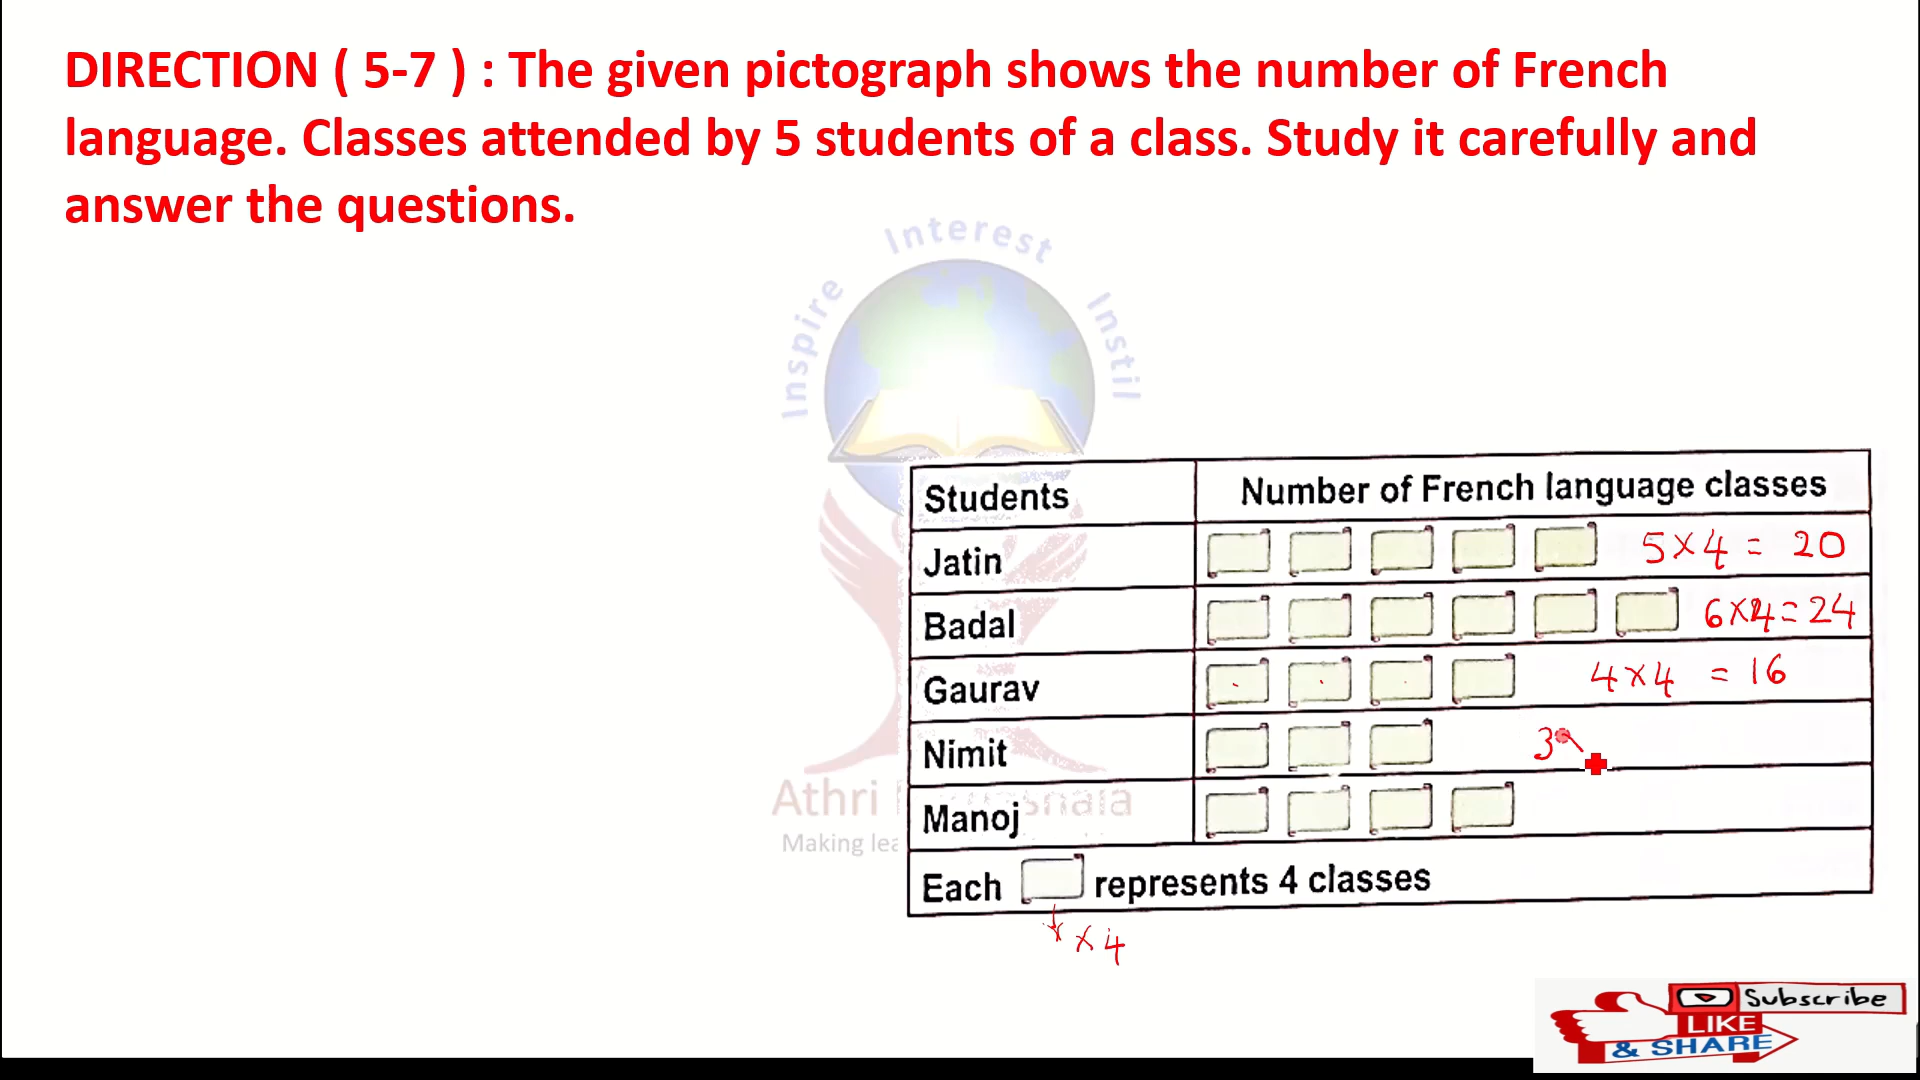 DIRECTION ( 5-7 ) : The given pictograph shows the number of French
language. Classes attended by 5 students of a class. Study it carefully and
answer the questions.
Inspire Interest Instil
Students Number of French language classes
Jatin 5 × 4 = 20
Badal 6×4=24
Gaurav 4×4 = 16
Nimit 3
Manoj
Each represents 4 classes
× 4
Athri
Making
Subscribe
LIKE
& SHARE